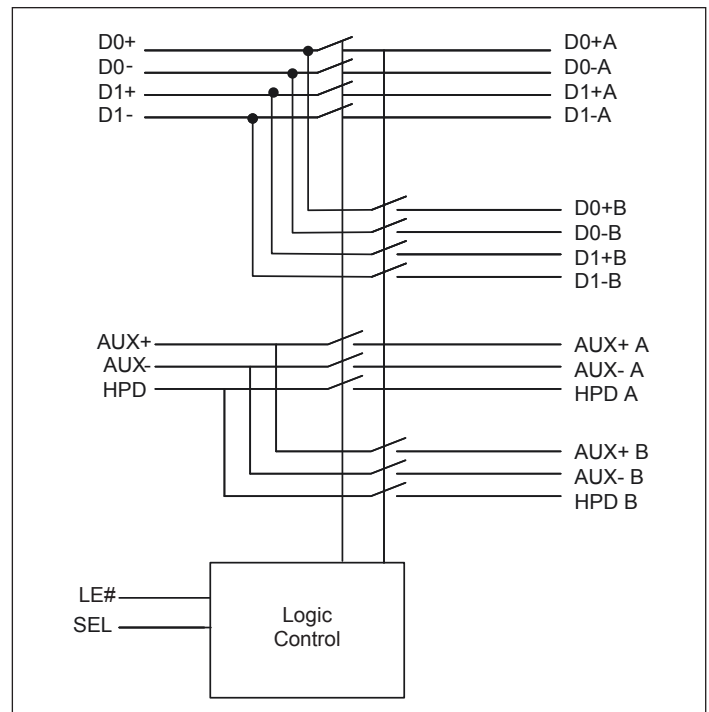 D0+ D0+A
D0- D0-A
D1+ D1+A
D1- D1-A
D0+B
D0-B
D1+B
D1-B
AUX+ AUX+ A
AUX- AUX- A
HPD HPD A
AUX+ B
AUX- B
HPD B
LE#
SEL
Logic
Control